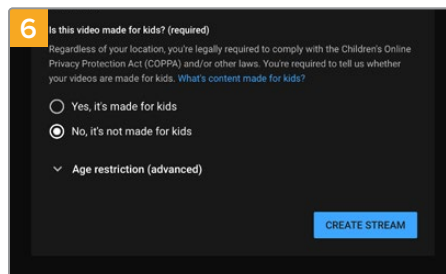 6
Is this video made for kids? (required)
Regardless of your location, you're legally required to comply with the Children's Online
Privacy Protection Act (COPPA) and/or other laws. You're required to tell us whether
your videos are made for kids. What's content made for kids?
Yes, it's made for kids
No, it's not made for kids
Age restriction (advanced)
CREATE STREAM